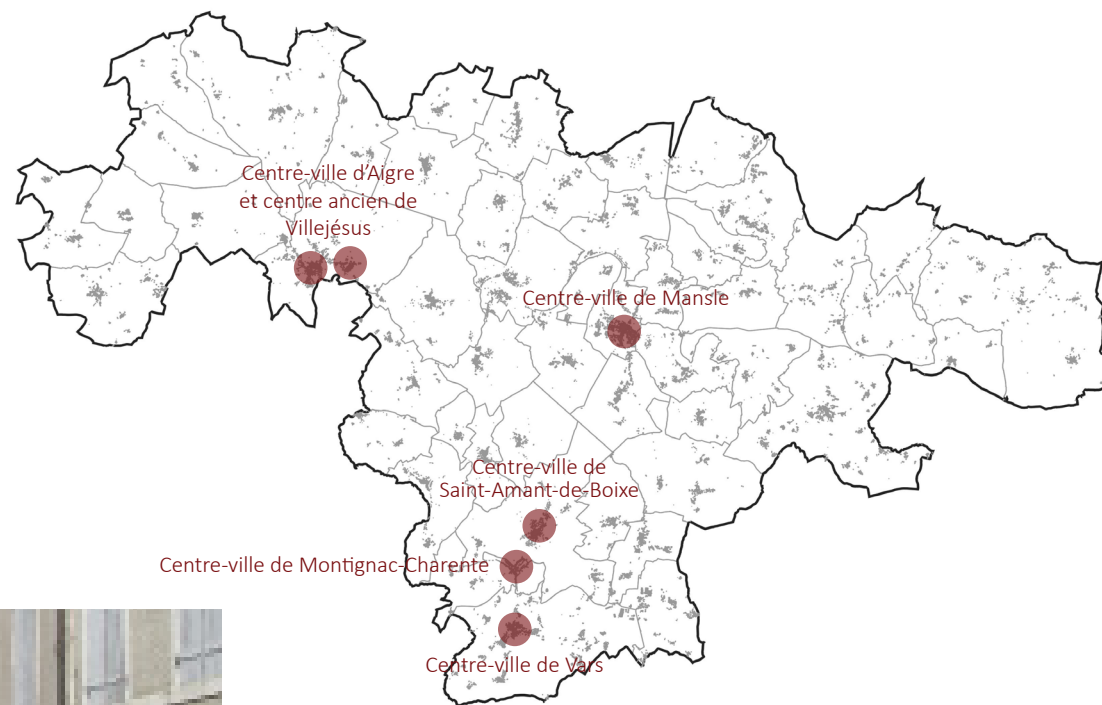 Centre-ville d'Aigre
et centre ancien de
Villejésus
Centre-ville de Mansle
Centre-ville de
Saint-Amant-de-Boixe
Centre-ville de Montignac-Charente
Centre-ville de Vars